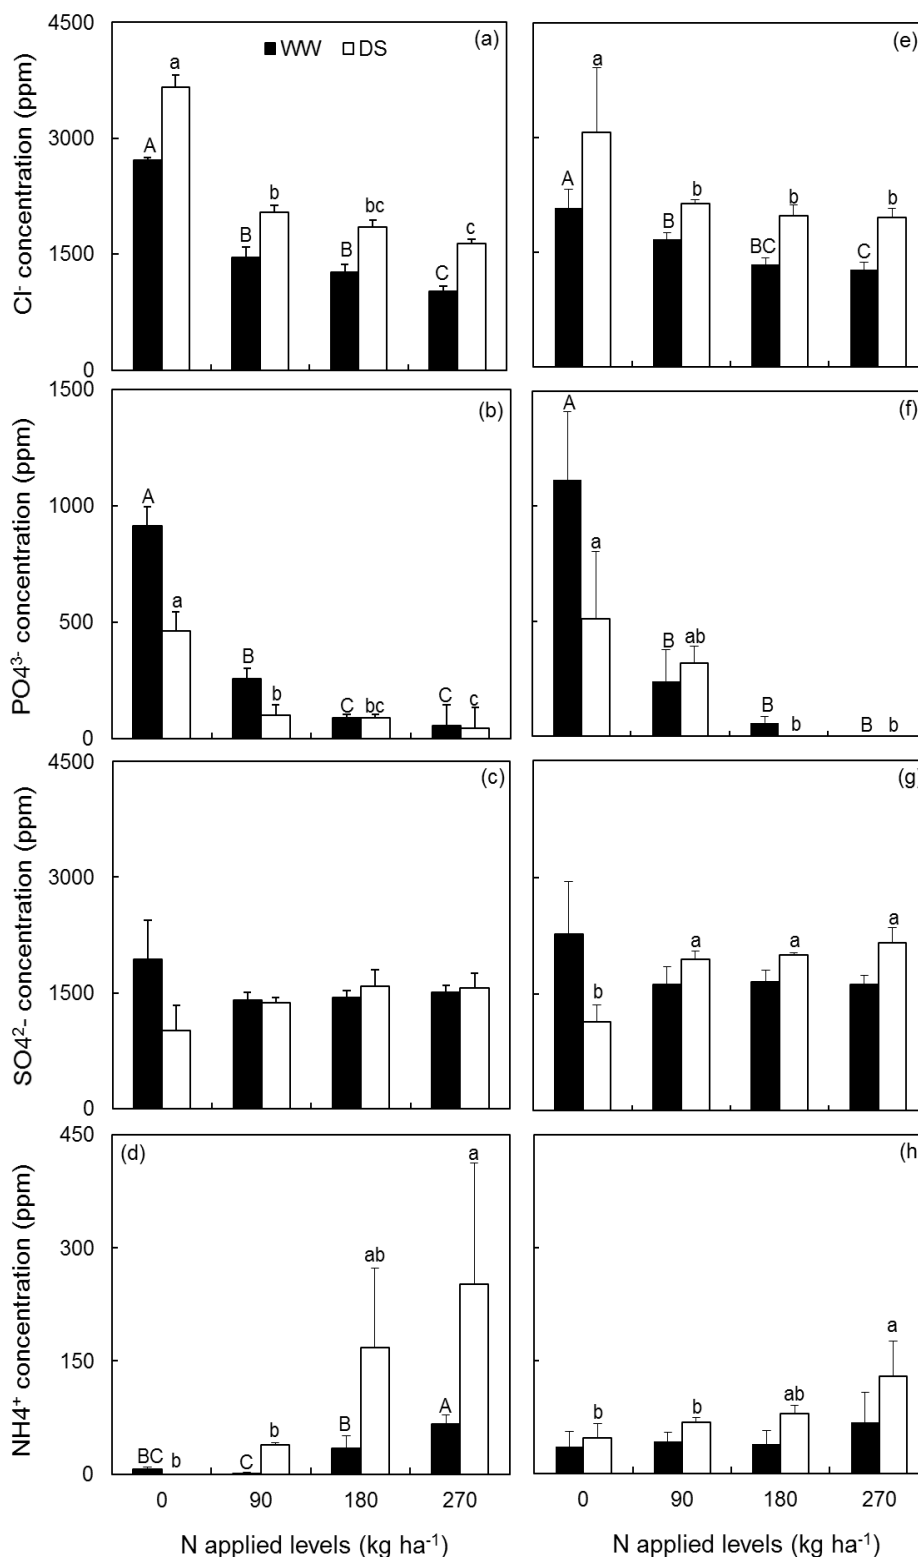 4500
(a)
(e)
WW
DS
a
a
3000
A
A
b
bc
c
b
b
b
B
B
C
B
BC
C
1500
0
Cl- concentration (ppm)
1500
(b)
(f)
A
A
1000
a
a
500
B
b
C
bc
C
c
B
ab
B
b
B
b
0
PO4³⁻ concentration (ppm)
4500
(c)
(g)
3000
b
a
a
a
1500
0
SO4²- concentration (ppm)
450
(d)
(h
a
300
ab
a
150
A
B
b
BC
b
C
b
b
ab
0
NH4⁺ concentration (ppm)
0
90
180
270
0
90
180
270
N applied levels (kg ha⁻¹)
N applied levels (kg ha⁻¹)